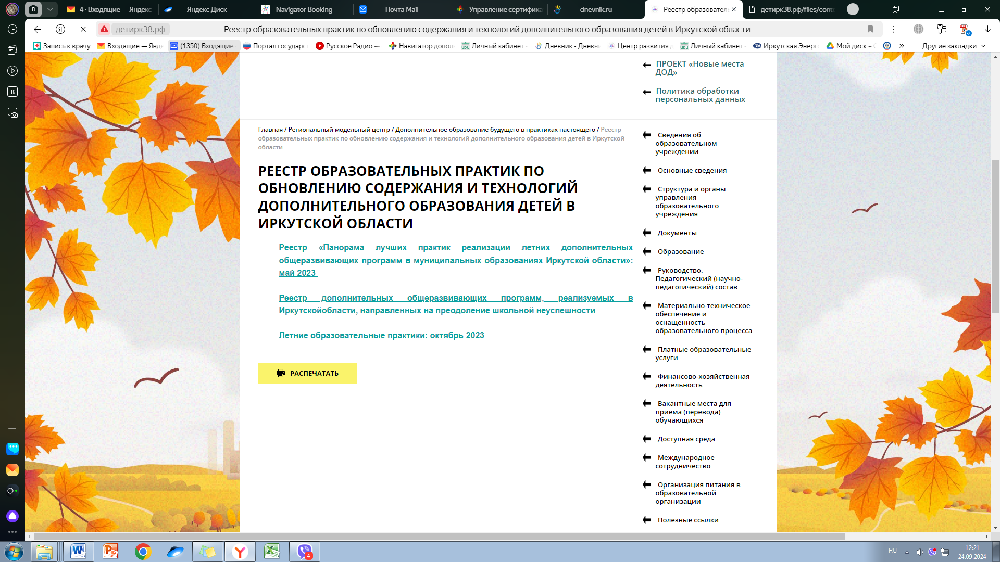 8
4 · Входящие — Яндекс
Яндекс Диск
Navigator Booking
Почта Mail
Управление сертифика
dnevnik.ru
Реестр образовател
детирк38.рф/files/conte
детирк38.рф
Реестр образовательных практик по обновлению содержания и технологий дополнительного образования детей в Иркутской области
Запись к врачу
Входящие — Янде
(1350) Входящие
Портал государст
Русское Радио —
Навигатор допол
Личный кабинет -
Дневник - Дневни
Центр развития д
Личный кабинет -
Иркутская Энерго
Мой диск – G
Другие закладки
8
ПРОЕКТ «Новые места
ДОД»
Политика обработки
персональных данных
Главная / Региональный модельный центр / Дополнительное образование будущего в практиках настоящего / Реестр
образовательных практик по обновлению содержания и технологий дополнительного образования детей в Иркутской
области
РЕЕСТР ОБРАЗОВАТЕЛЬНЫХ ПРАКТИК ПО
ОБНОВЛЕНИЮ СОДЕРЖАНИЯ И ТЕХНОЛОГИЙ
ДОПОЛНИТЕЛЬНОГО ОБРАЗОВАНИЯ ДЕТЕЙ В
ИРКУТСКОЙ ОБЛАСТИ
Реестр «Панорама лучших практик реализации летних дополнительных
общеразвивающих программ в муниципальных образованиях Иркутской области»:
май 2023
Реестр дополнительных общеразвивающих программ, реализуемых в
Иркутскойобласти, направленных на преодоление школьной неуспешности
Летние образовательные практики: октябрь 2023
РАСПЕЧАТАТЬ
Сведения об
образовательном
учреждении
Основные сведения
Структура и органы
управления
образовательного
учреждения
Документы
Образование
Руководство.
Педагогический (научно-
педагогический) состав
Материально-техническое
обеспечение и
оснащенность
образовательного процесса
Платные образовательные
услуги
Финансово-хозяйственная
деятельность
Вакантные места для
приема (перевода)
обучающихся
Доступная среда
Международное
сотрудничество
Организация питания в
образовательной
организации
Полезные ссылки
4
RU
12:21
24.09.2024